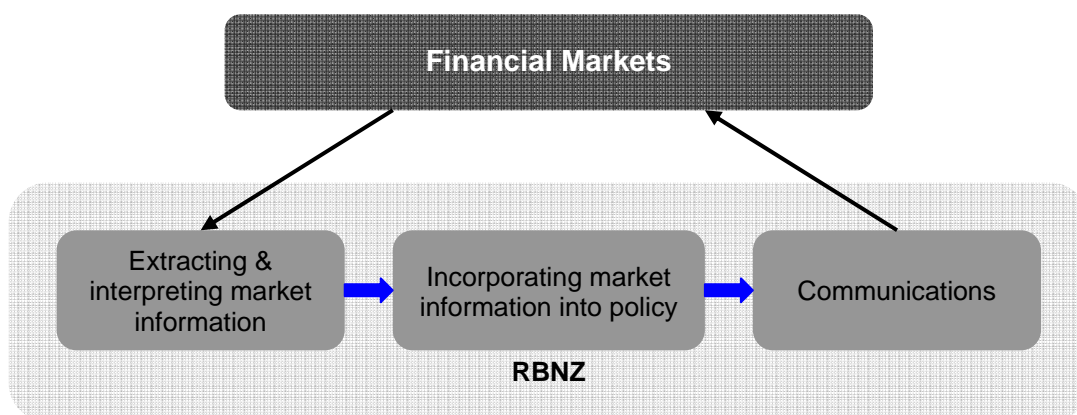 Financial Markets
Extracting &
interpreting market
information
Incorporating market
information into policy
Communications
RBNZ